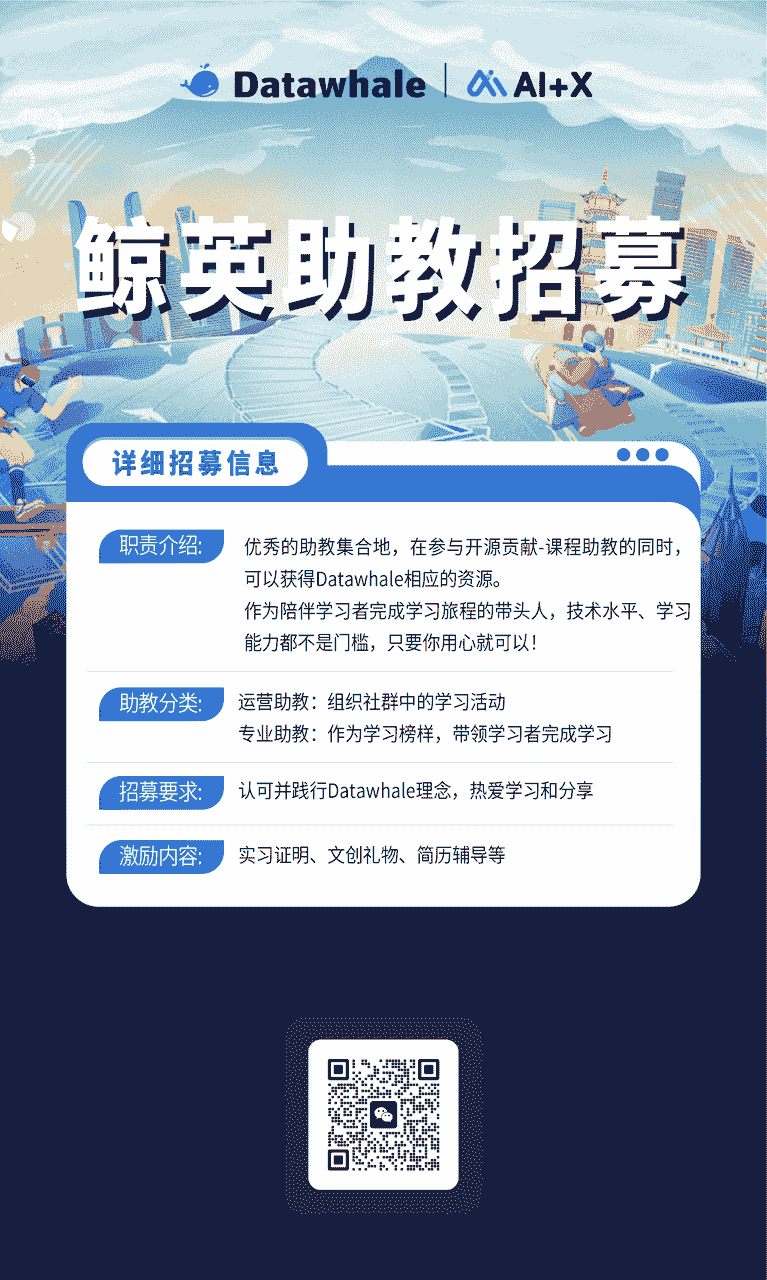 Datawhale | AI+X
鲸英助教招募
详细招募信息
职责介绍:
优秀的助教集合地，在参与开源贡献-课程助教的同时，
可以获得Datawhale相应的资源。
作为陪伴学习者完成学习旅程的带头人，技术水平、学习
能力都不是门槛，只要你用心就可以！
助教分类:
运营助教：组织社群中的学习活动
专业助教：作为学习榜样，带领学习者完成学习
招募要求:
认可并践行Datawhale理念，热爱学习和分享
激励内容:
实习证明、文创礼物、简历辅导等